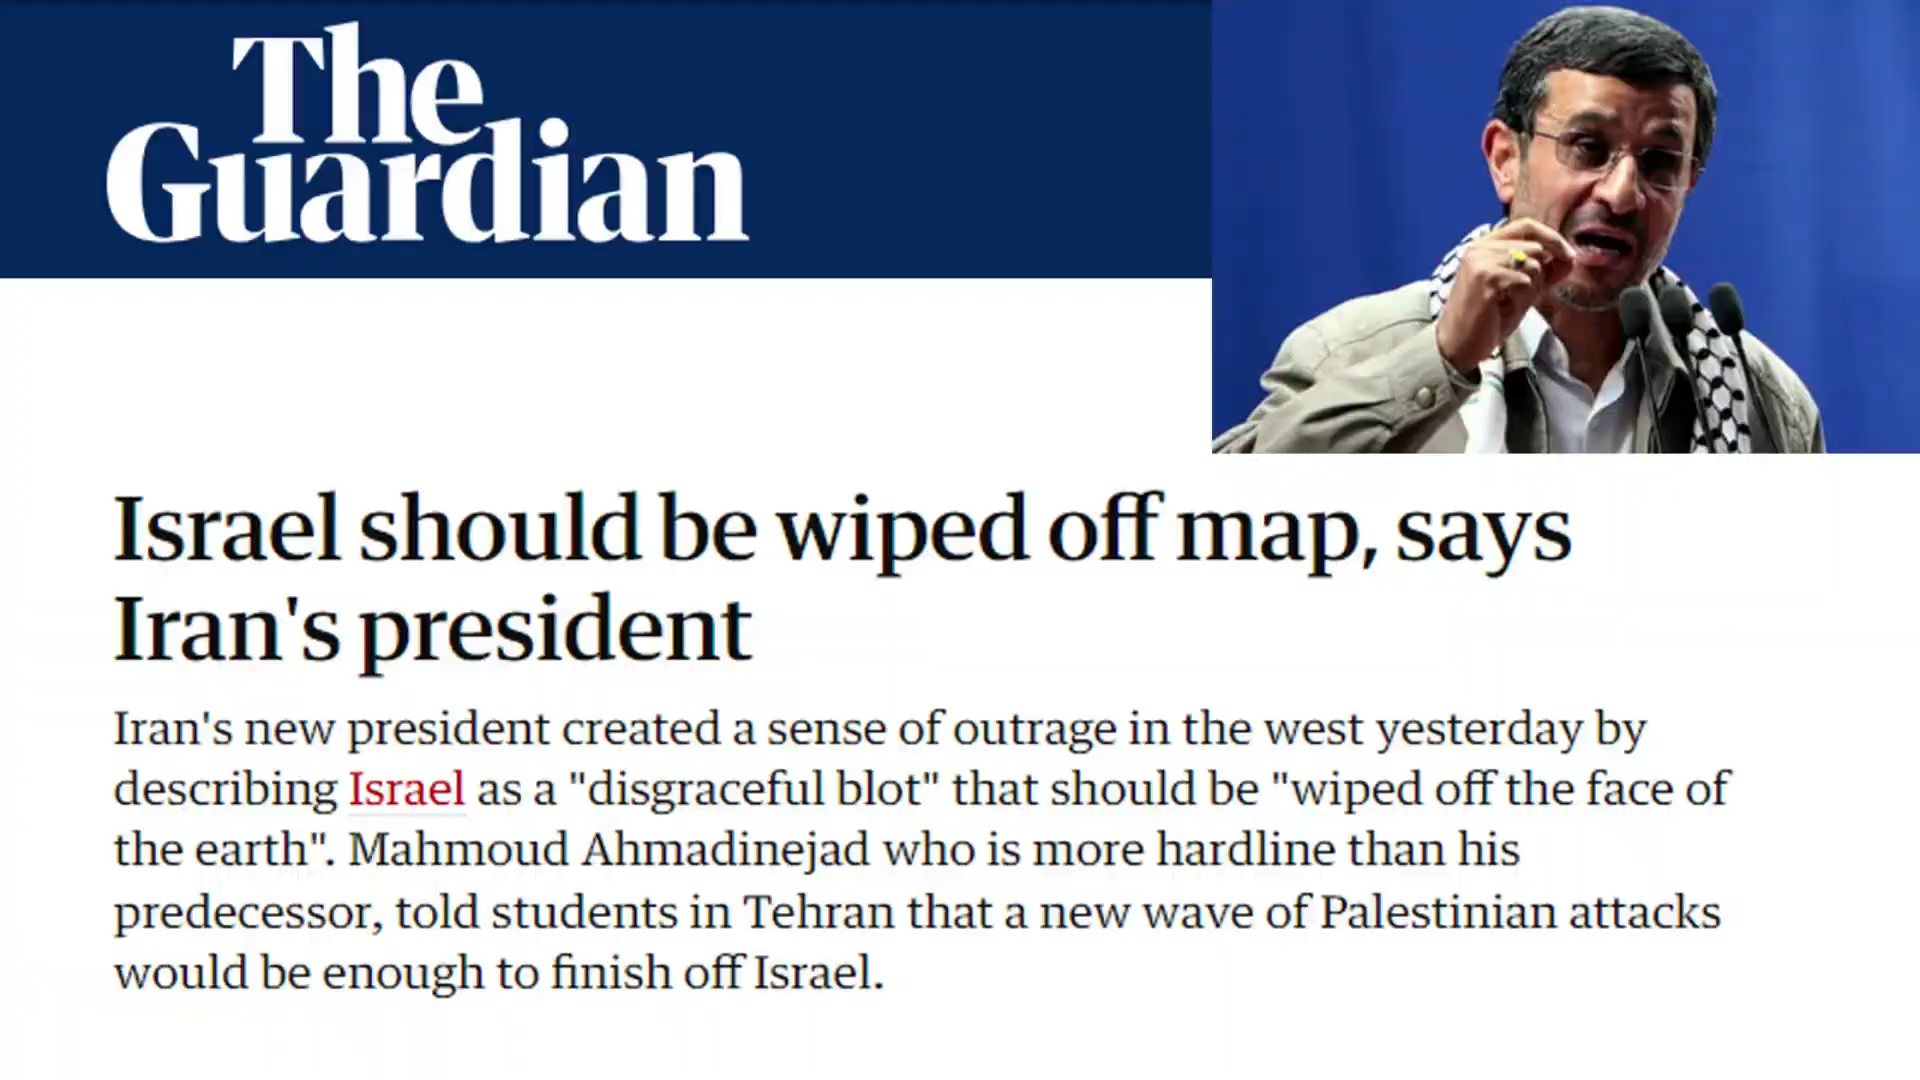 The
Guardian
Israel should be wiped off map, says
Iran's president
Iran's new president created a sense of outrage in the west yesterday by
describing Israel as a "disgraceful blot" that should be "wiped off the face of
the earth". Mahmoud Ahmadinejad who is more hardline than his
predecessor, told students in Tehran that a new wave of Palestinian attacks
would be enough to finish off Israel.